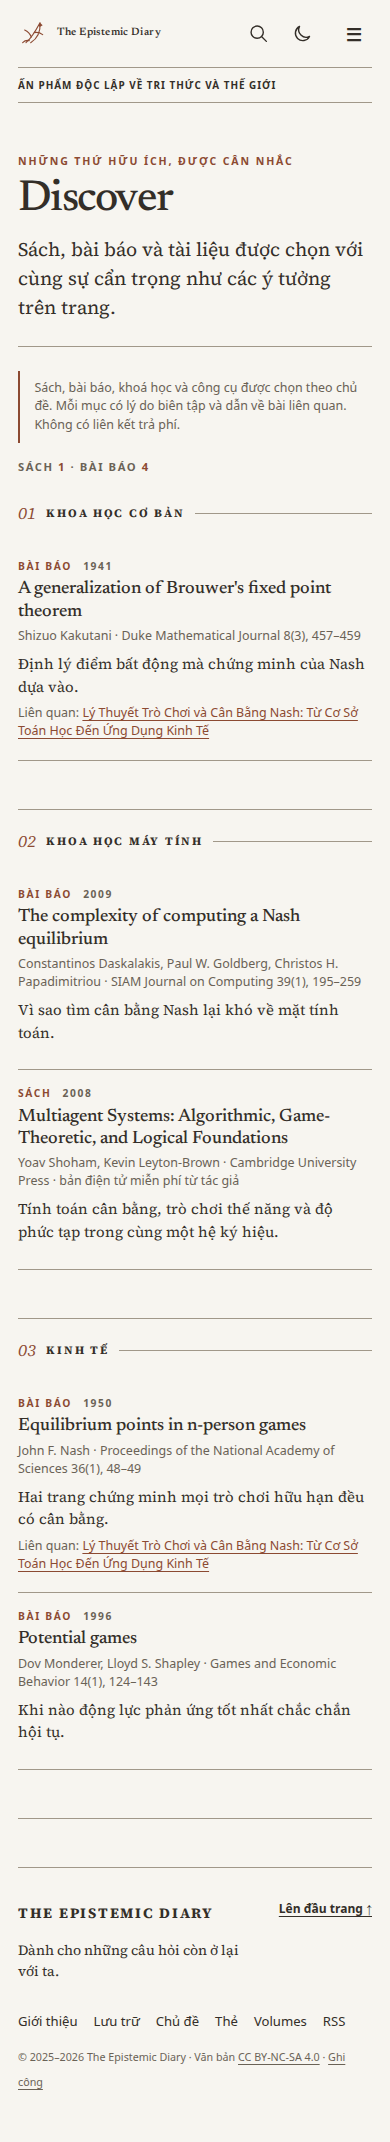 The Epistemic Diary
ẤN PHẨM ĐỘC LẬP VỀ TRI THỨC VÀ THẾ GIỚI
NHỮNG THỨ HỮU ÍCH, ĐƯỢC CÂN NHẮC
Discover
Sách, bài báo và tài liệu được chọn với
cùng sự cẩn trọng như các ý tưởng
trên trang.
Sách, bài báo, khoá học và công cụ được chọn theo chủ
đề. Mỗi mục có lý do biên tập và dẫn về bài liên quan.
Không có liên kết trả phí.
SÁCH 1 · BÀI BÁO 4
01 KHOA HỌC CƠ BẢN
BÀI BÁO 1941
A generalization of Brouwer's fixed point
theorem
Shizuo Kakutani · Duke Mathematical Journal 8(3), 457–459
Định lý điểm bất động mà chứng minh của Nash
dựa vào.
Liên quan: Lý Thuyết Trò Chơi và Cân Bằng Nash: Từ Cơ Sở
Toán Học Đến Ứng Dụng Kinh Tế
02 KHOA HỌC MÁY TÍNH
BÀI BÁO 2009
The complexity of computing a Nash
equilibrium
Constantinos Daskalakis, Paul W. Goldberg, Christos H.
Papadimitriou · SIAM Journal on Computing 39(1), 195–259
Vì sao tìm cân bằng Nash lại khó về mặt tính
toán.
SÁCH 2008
Multiagent Systems: Algorithmic, Game-
Theoretic, and Logical Foundations
Yoav Shoham, Kevin Leyton-Brown · Cambridge University
Press · bản điện tử miễn phí từ tác giả
Tính toán cân bằng, trò chơi thế năng và độ
phức tạp trong cùng một hệ ký hiệu.
03 KINH TẾ
BÀI BÁO 1950
Equilibrium points in n-person games
John F. Nash · Proceedings of the National Academy of
Sciences 36(1), 48–49
Hai trang chứng minh mọi trò chơi hữu hạn đều
có cân bằng.
Liên quan: Lý Thuyết Trò Chơi và Cân Bằng Nash: Từ Cơ Sở
Toán Học Đến Ứng Dụng Kinh Tế
BÀI BÁO 1996
Potential games
Dov Monderer, Lloyd S. Shapley · Games and Economic
Behavior 14(1), 124–143
Khi nào động lực phản ứng tốt nhất chắc chắn
hội tụ.
THE EPISTEMIC DIARY
Lên đầu trang ↑
Dành cho những câu hỏi còn ở lại
với ta.
Giới thiệu Lưu trữ Chủ đề Thẻ Volumes RSS
© 2025–2026 The Epistemic Diary · Văn bản CC BY-NC-SA 4.0 · Ghi
công